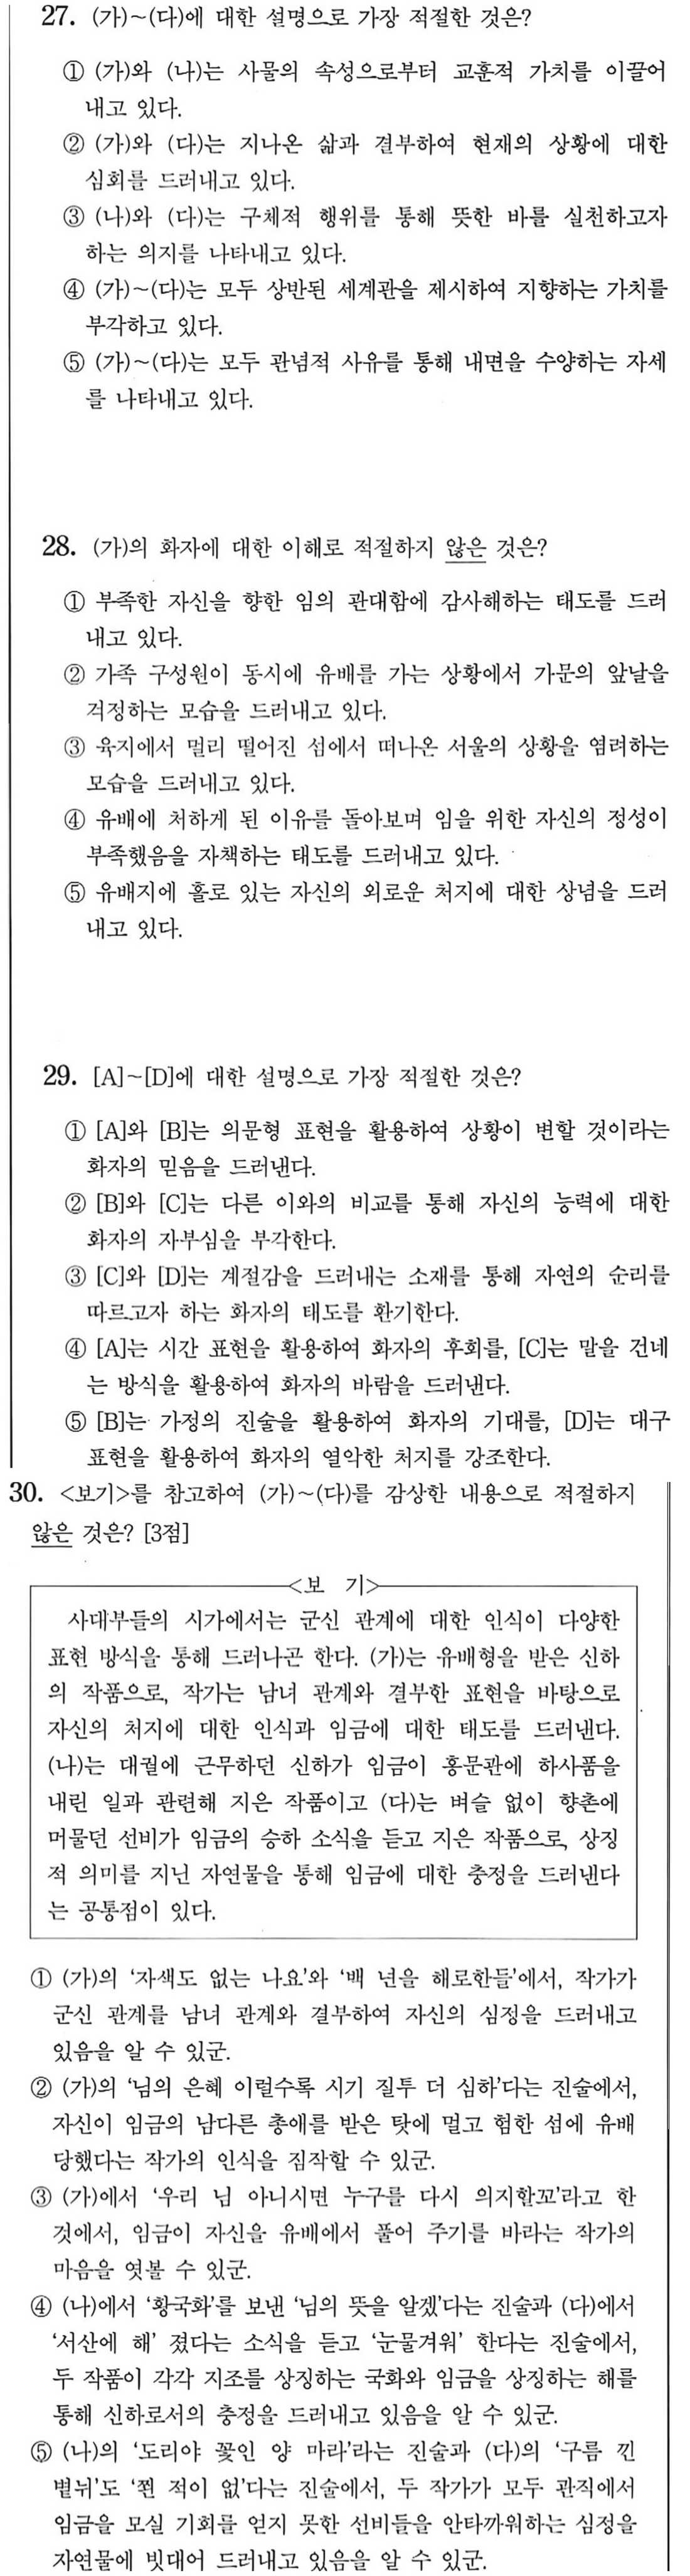 27. (가)~(다)에 대한 설명으로 가장 적절한 것은?
① (가)와 (나)는 사물의 속성으로부터 교훈적 가치를 이끌어
내고 있다.
② (가)와 (다)는 지나온 삶과 결부하여 현재의 상황에 대한
심회를 드러내고 있다.
③ (나)와 (다)는 구체적 행위를 통해 뜻한 바를 실천하고자
하는 의지를 나타내고 있다.
④ (가)~(다)는 모두 상반된 세계관을 제시하여 지향하는 가치를
부각하고 있다.
⑤ (가)~(다)는 모두 관념적 사유를 통해 내면을 수양하는 자세
를 나타내고 있다.
28. (가)의 화자에 대한 이해로 적절하지 않은 것은?
① 부족한 자신을 향한 임의 관대함에 감사해하는 태도를 드러
내고 있다.
② 가족 구성원이 동시에 유배를 가는 상황에서 가문의 앞날을
걱정하는 모습을 드러내고 있다.
③ 육지에서 멀리 떨어진 섬에서 떠나온 서울의 상황을 염려하는
모습을 드러내고 있다.
④ 유배에 처하게 된 이유를 돌아보며 임을 위한 자신의 정성이
부족했음을 자책하는 태도를 드러내고 있다.
⑤ 유배지에 홀로 있는 자신의 외로운 처지에 대한 상념을 드러
내고 있다.
29. [A]~[D]에 대한 설명으로 가장 적절한 것은?
① [A]와 [B]는 의문형 표현을 활용하여 상황이 변할 것이라는
화자의 믿음을 드러낸다.
② [B]와 [C]는 다른 이와의 비교를 통해 자신의 능력에 대한
화자의 자부심을 부각한다.
③ [C]와 [D]는 계절감을 드러내는 소재를 통해 자연의 순리를
따르고자 하는 화자의 태도를 환기한다.
④ [A]는 시간 표현을 활용하여 화자의 후회를, [C]는 말을 건네
는 방식을 활용하여 화자의 바람을 드러낸다.
⑤ [B]는 가정의 진술을 활용하여 화자의 기대를, [D]는 대구
표현을 활용하여 화자의 열악한 처지를 강조한다.
30. <보기>를 참고하여 (가)~(다)를 감상한 내용으로 적절하지
않은 것은? [3점]
<보 기>
사대부들의 시가에서는 군신 관계에 대한 인식이 다양한
표현 방식을 통해 드러나곤 한다. (가)는 유배형을 받은 신하
의 작품으로, 작가는 남녀 관계와 결부한 표현을 바탕으로
자신의 처지에 대한 인식과 임금에 대한 태도를 드러낸다.
(나)는 대궐에 근무하던 신하가 임금이 홍문관에 하사품을
내린 일과 관련해 지은 작품이고 (다)는 벼슬 없이 향촌에
머물던 선비가 임금의 승하 소식을 듣고 지은 작품으로, 상징
적 의미를 지닌 자연물을 통해 임금에 대한 충정을 드러낸다
는 공통점이 있다.
① (가)의 ‘자색도 없는 나요’와 ‘백 년을 해로한들’에서, 작가가
군신 관계를 남녀 관계와 결부하여 자신의 심정을 드러내고
있음을 알 수 있군.
② (가)의 ‘님의 은혜 이럴수록 시기 질투 더 심하’다는 진술에서,
자신이 임금의 남다른 총애를 받은 탓에 멀고 험한 섬에 유배
당했다는 작가의 인식을 짐작할 수 있군.
③ (가)에서 ‘우리 님 아니시면 누구를 다시 의지할꼬’라고 한
것에서, 임금이 자신을 유배에서 풀어 주기를 바라는 작가의
마음을 엿볼 수 있군.
④ (나)에서 ‘황국화’를 보낸 ‘님의 뜻을 알겠’다는 진술과 (다)에서
‘서산에 해’ 졌다는 소식을 듣고 ‘눈물겨워’ 한다는 진술에서,
두 작품이 각각 지조를 상징하는 국화와 임금을 상징하는 해를
통해 신하로서의 충정을 드러내고 있음을 알 수 있군.
⑤ (나)의 ‘도리야 꽃인 양 마라’라는 진술과 (다)의 ‘구름 낀
볕뉘’도 ‘쬔 적이 없’다는 진술에서, 두 작가가 모두 관직에서
임금을 모실 기회를 얻지 못한 선비들을 안타까워하는 심정을
자연물에 빗대어 드러내고 있음을 알 수 있군.